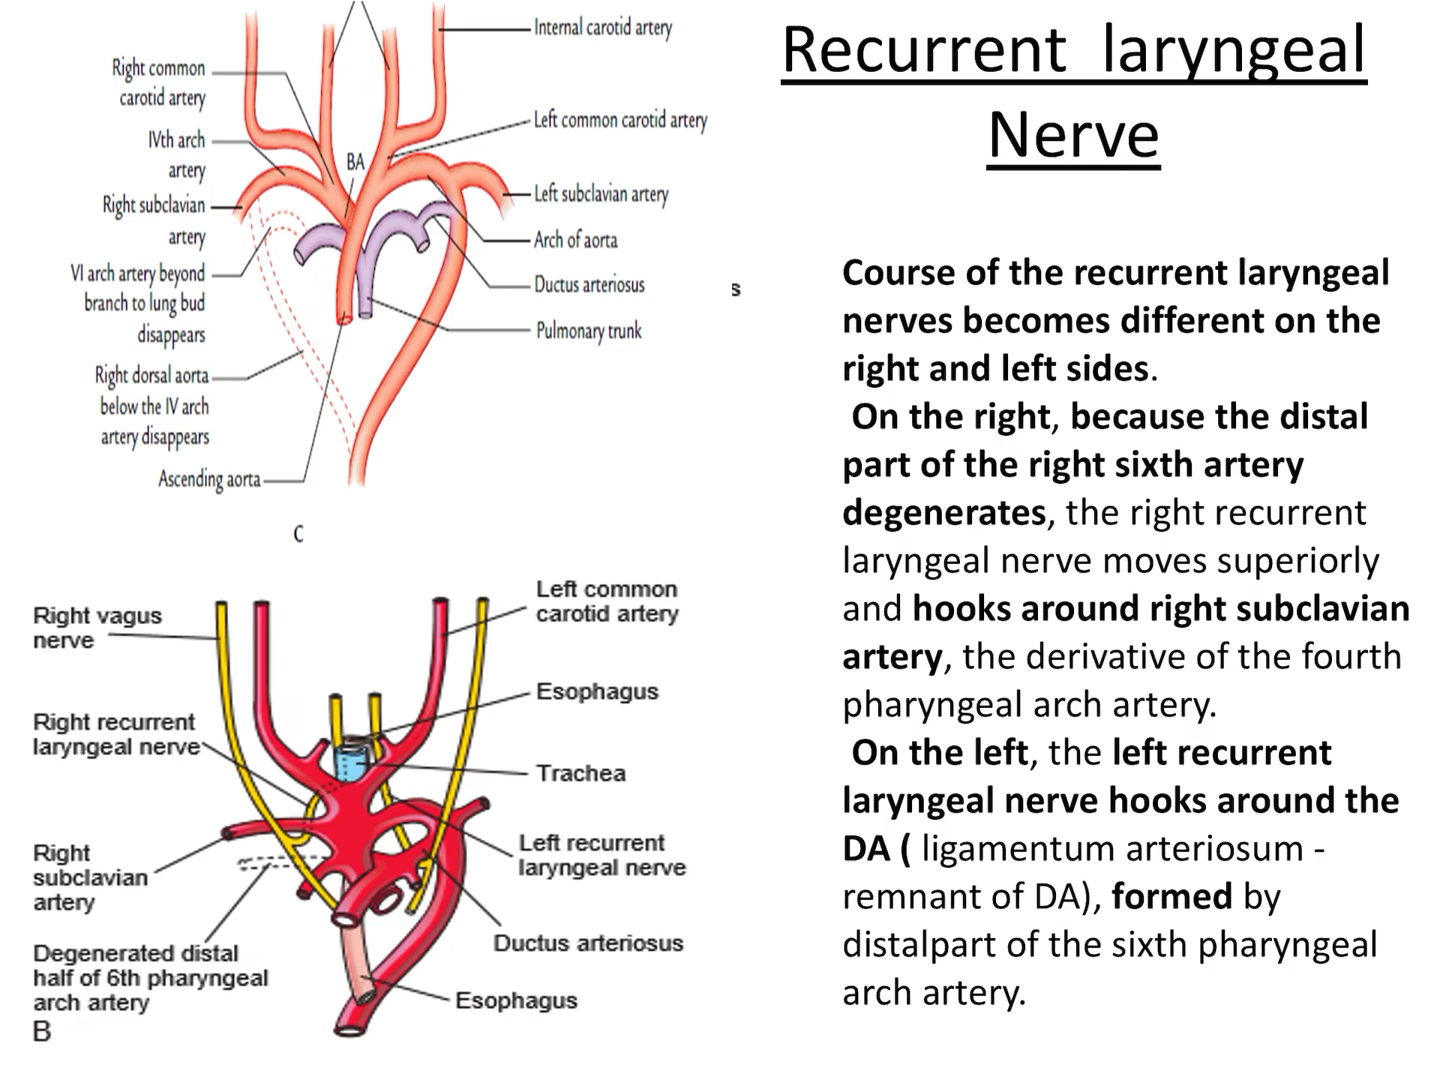 Recurrent laryngeal
Nerve
Internal carotid artery
Right common
carotid artery
Left common carotid artery
IVth arch
artery
BA
Left subclavian artery
Right subclavian
artery
Arch of aorta
VI arch artery beyond
branch to lung bud
disappears
Ductus arteriosus
s
Pulmonary trunk
Right dorsal aorta
below the IV arch
artery disappears
Ascending aorta
C
Left common
carotid artery
Right vagus
nerve
Esophagus
Right recurrent
laryngeal nerve
Trachea
Left recurrent
laryngeal nerve
Right
subclavian
artery
Ductus arteriosus
Degenerated distal
half of 6th pharyngeal
arch artery
Esophagus
B
Course of the recurrent laryngeal
nerves becomes different on the
right and left sides.
On the right, because the distal
part of the right sixth artery
degenerates, the right recurrent
laryngeal nerve moves superiorly
and hooks around right subclavian
artery, the derivative of the fourth
pharyngeal arch artery.
On the left, the left recurrent
laryngeal nerve hooks around the
DA ( ligamentum arteriosum -
remnant of DA), formed by
distalpart of the sixth pharyngeal
arch artery.